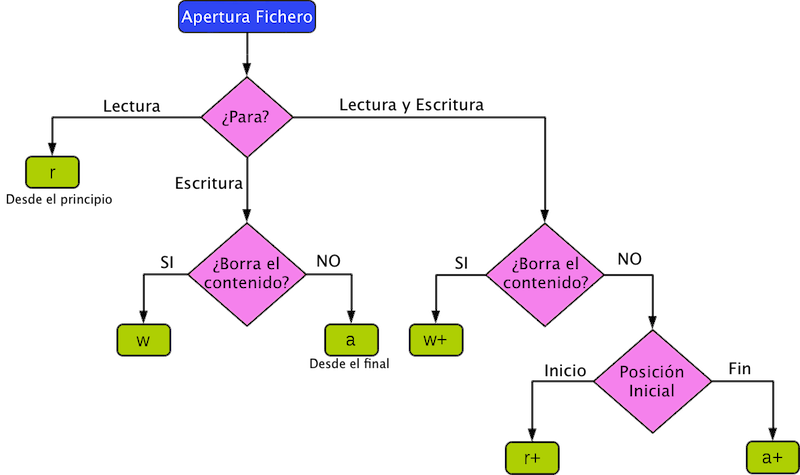 Apertura Fichero
Lectura
¿Para?
Lectura y Escritura
r
Desde el principio
Escritura
SI
¿Borra el
contenido?
NO
SI
¿Borra el
contenido?
NO
w
a
Desde el final
w+
Inicio
Posición
Inicial
Fin
r+
a+